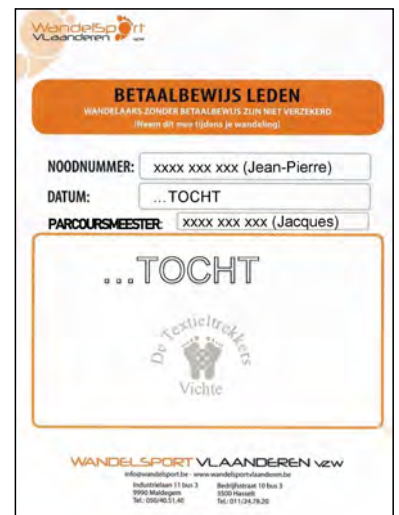 WandelSport
VLaanderen vzw
BETAALBEWIJS LEDEN
WANDELAARS ZONDER BETAALBEWIJS ZIJN NIET VERZEKERD
(Neem dit mee tijdens je wandeling)
NOODNUMMER: xxxx xxx xxx (Jean-Pierre)
DATUM: ...TOCHT
PARCOURSMEESTER: xxxx xxx xxx (Jacques)
...TOCHT
De Textieltrekkers
Vichte
WANDELSPORT VLAANDEREN vzw
info@wandelsport.be - www.wandelsportvlaanderen.be
Industrielaan 11 bus 3 Bedrijfsstraat 10 bus 3
9990 Maldegem 3500 Hasselt
Tel.: 050/40.51.40 Tel.: 011/24.78.20